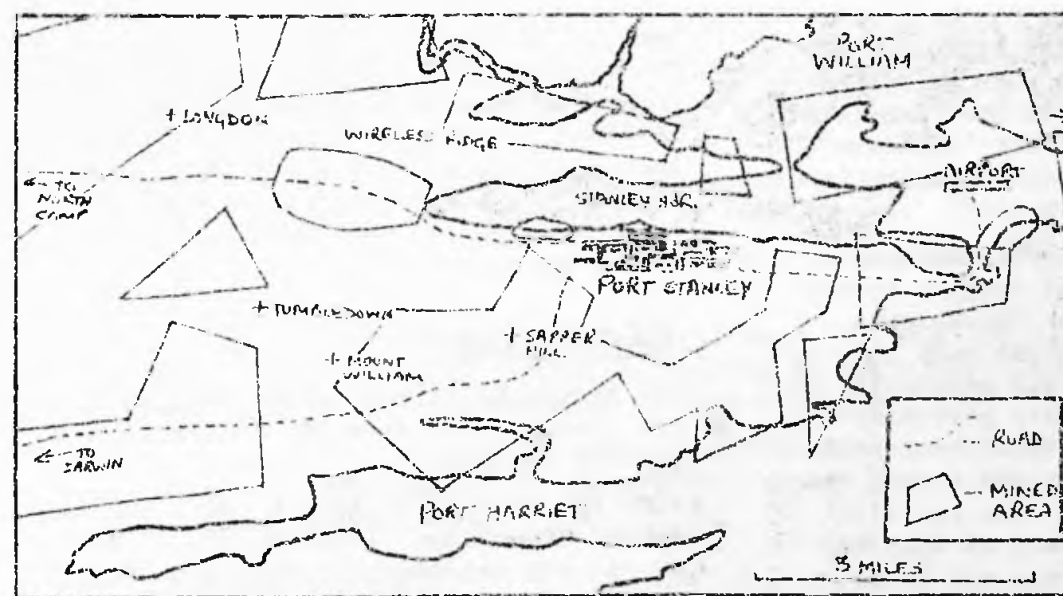 PORT
WILLIAM
+ LONGDON
WIRELESS RIDGE
AIRPORT
TO
NORTH
CAMP
STANLEY HBR.
PORT STANLEY
+ TUMBLEDOWN
+ SAPPER
HILL
+ MOUNT
WILLIAM
ROAD
TO
DARWIN
MINED
AREA
PORT HARRIET
3 MILES